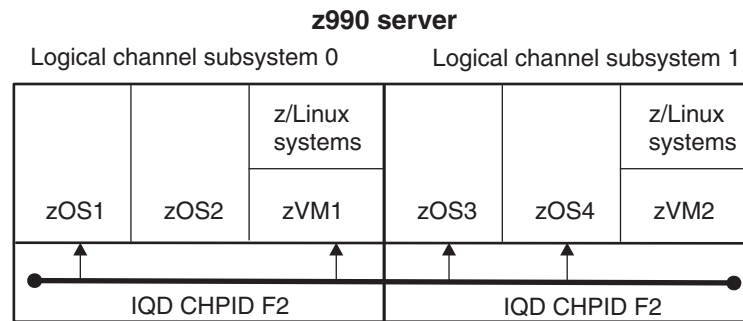 z990 server
Logical channel subsystem 0
Logical channel subsystem 1
z/Linux
systems
z/Linux
systems
zOS1
zOS2
zVM1
zOS3
zOS4
zVM2
IQD CHPID F2
IQD CHPID F2